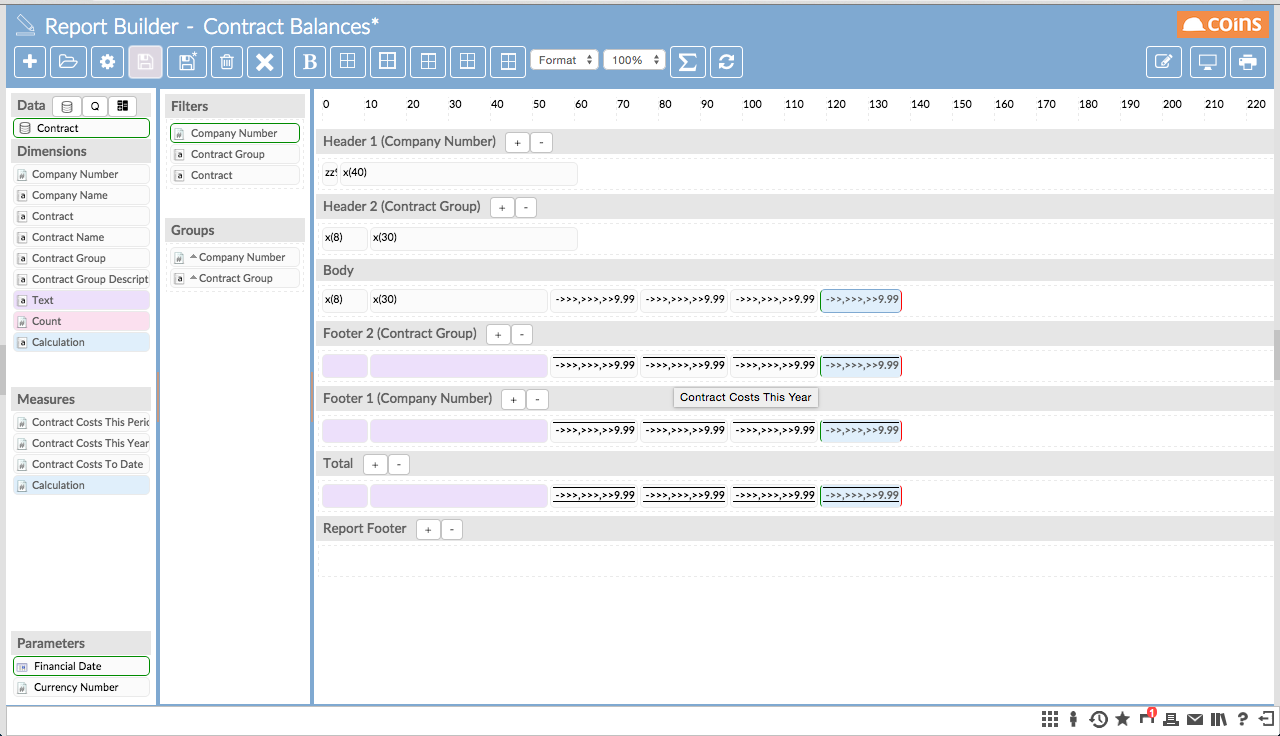 Report Builder - Contract Balances*
coins
B
Format
100%
Σ
Data
Contract
Dimensions
Company Number
Company Name
Contract
Contract Name
Contract Group
Contract Group Descript
Text
Count
Calculation
Measures
Contract Costs This Peric
Contract Costs This Year
Contract Costs To Date
Calculation
Parameters
Financial Date
Currency Number
Filters
Company Number
Contract Group
Contract
Groups
Company Number
Contract Group
0 10 20 30 40 50 60 70 80 90 100 110 120 130 140 150 160 170 180 190 200 210 220
Header 1 (Company Number) + -
zz9 x(40)
Header 2 (Contract Group) + -
x(8) x(30)
Body
x(8) x(30) ->>>,>>>,>>9.99 ->>>,>>>,>>9.99 ->>>,>>>,>>9.99 ->>,>>>,>>9.99
Footer 2 (Contract Group) + -
->>>,>>>,>>9.99 ->>>,>>>,>>9.99 ->>>,>>>,>>9.99 ->>,>>>,>>9.99
Footer 1 (Company Number) + -
Contract Costs This Year
->>>,>>>,>>9.99 ->>>,>>>,>>9.99 ->>>,>>>,>>9.99 ->>,>>>,>>9.99
Total + -
->>>,>>>,>>9.99 ->>>,>>>,>>9.99 ->>>,>>>,>>9.99 ->>,>>>,>>9.99
Report Footer + -
1
?